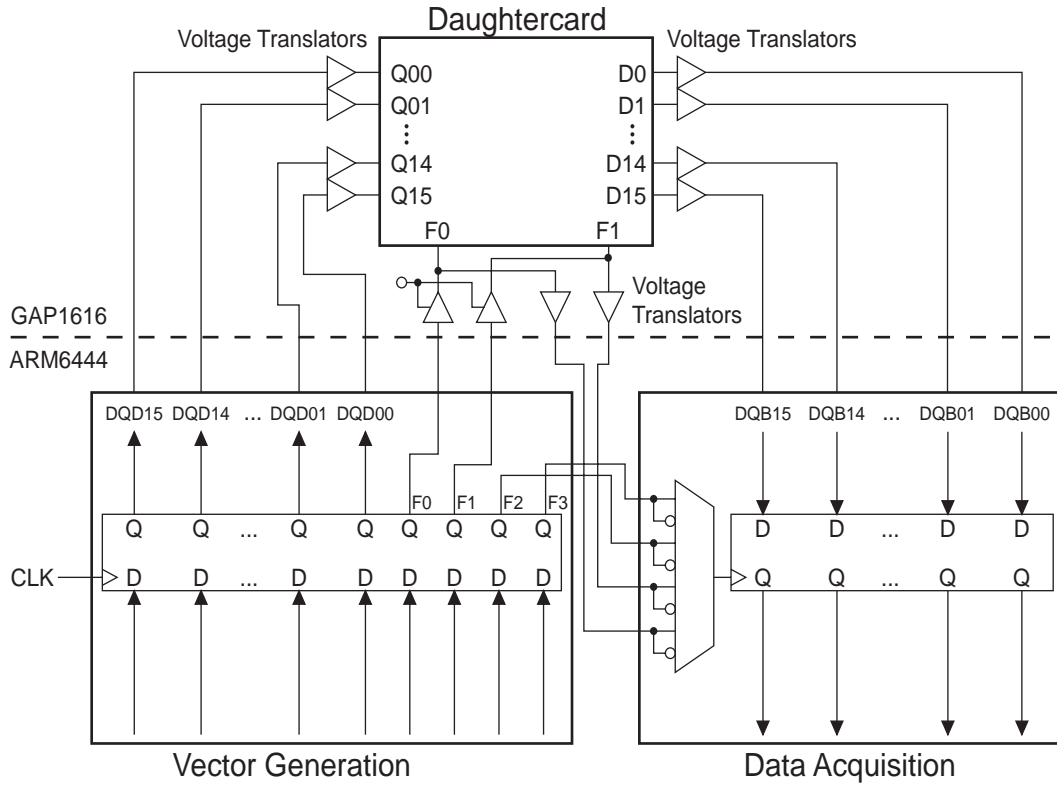 Daughtercard
Voltage Translators
Voltage Translators
Q00
D0
Q01
D1
Q14
D14
Q15
D15
F0
F1
Voltage
Translators
GAP1616
ARM6444
DQD15 DQD14 ... DQD01 DQD00
DQB15 DQB14 ... DQB01 DQB00
F0 F1 F2 F3
Q Q ... Q Q Q Q Q Q
D D ... D D
CLK
D D ... D D D D D D
Q Q ... Q Q
Vector Generation
Data Acquisition